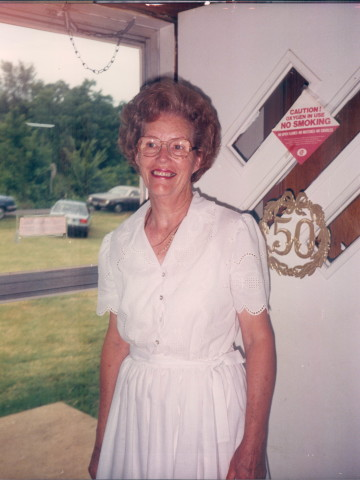 CAUTION!
OXYGEN IN USE
NO SMOKING
50